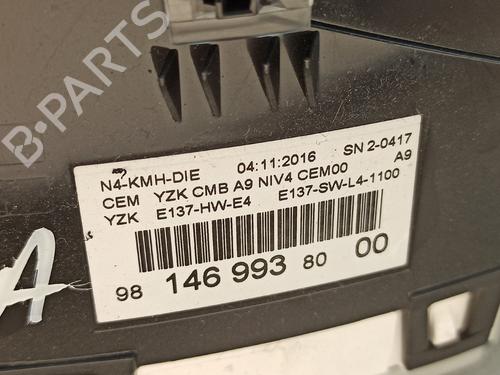 B-PARTS
N4-KMH-DIE 04:11:2016 SN 2-0417
CEM YZK CMB A9 NIV4 CEM00 A9
YZK E137-HW-E4 E137-SW-L4-1100
98 146 993 80 00
A